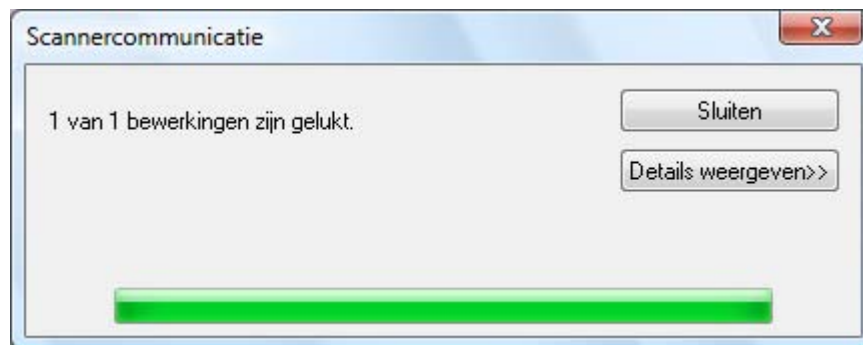 Scannercommunicatie
1 van 1 bewerkingen zijn gelukt.
Sluiten
Details weergeven>>